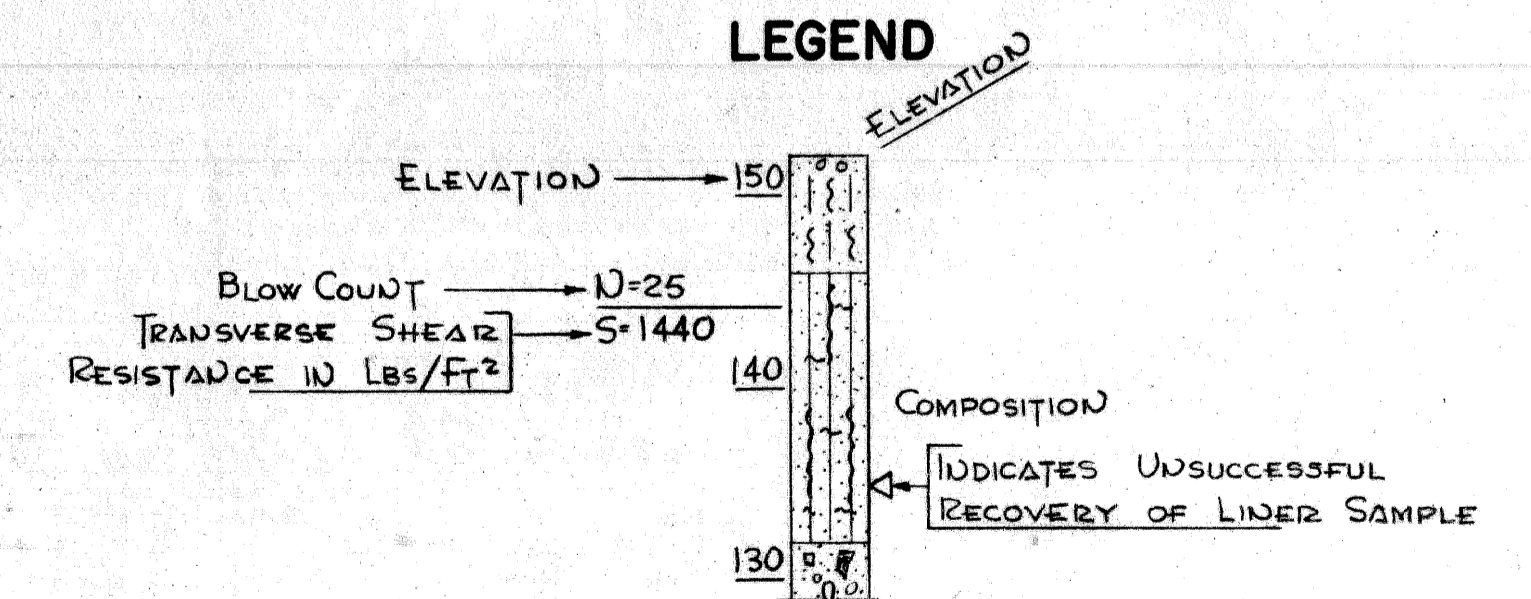 LEGEND
ELEVATION
ELEVATION 150
BLOW COUNT N=25
TRANSVERSE SHEAR S=1440
RESISTANCE IN LBS/FT²
140
COMPOSITION
INDICATES UNSUCCESSFUL
RECOVERY OF LINER SAMPLE
130